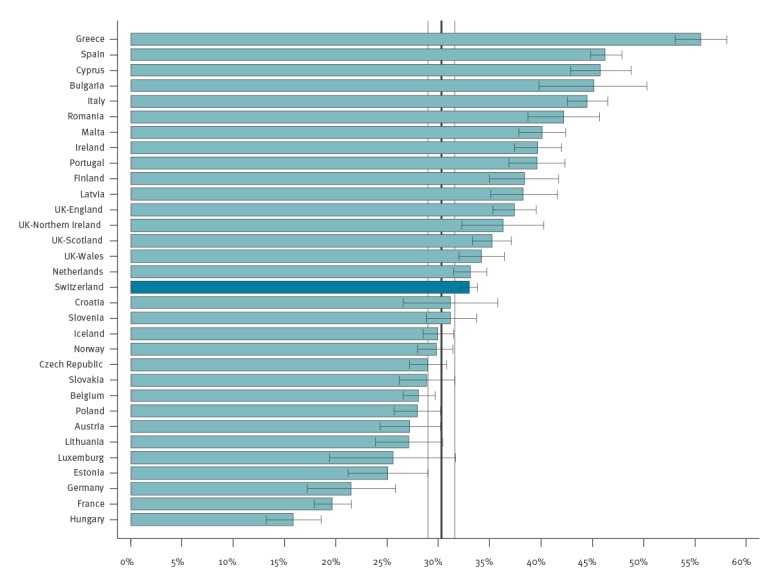 Greece
Spain
Cyprus
Bulgaria
Italy
Romania
Malta
Ireland
Portugal
Finland
Latvia
UK-England
UK-Northern Ireland
UK-Scotland
UK-Wales
Netherlands
Switzerland
Croatia
Slovenia
Iceland
Norway
Czech Republic
Slovakia
Belgium
Poland
Austria
Lithuania
Luxemburg
Estonia
Germany
France
Hungary
0% 5% 10% 15% 20% 25% 30% 35% 40% 45% 50% 55% 60%